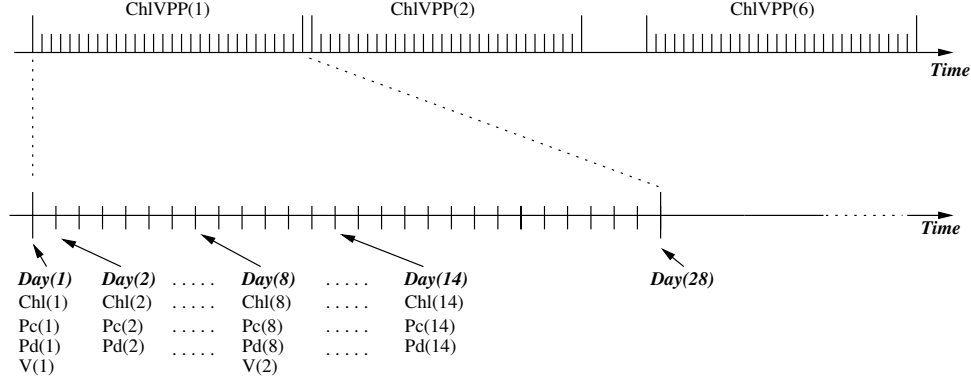 ChlVPP(1) ChlVPP(2) ChlVPP(6)
Time
Time
Day(1) Day(2) ..... Day(8) ..... Day(14) Day(28)
Chl(1) Chl(2) ..... Chl(8) ..... Chl(14)
Pc(1) Pc(2) ..... Pc(8) ..... Pc(14)
Pd(1) Pd(2) ..... Pd(8) ..... Pd(14)
V(1) V(2)